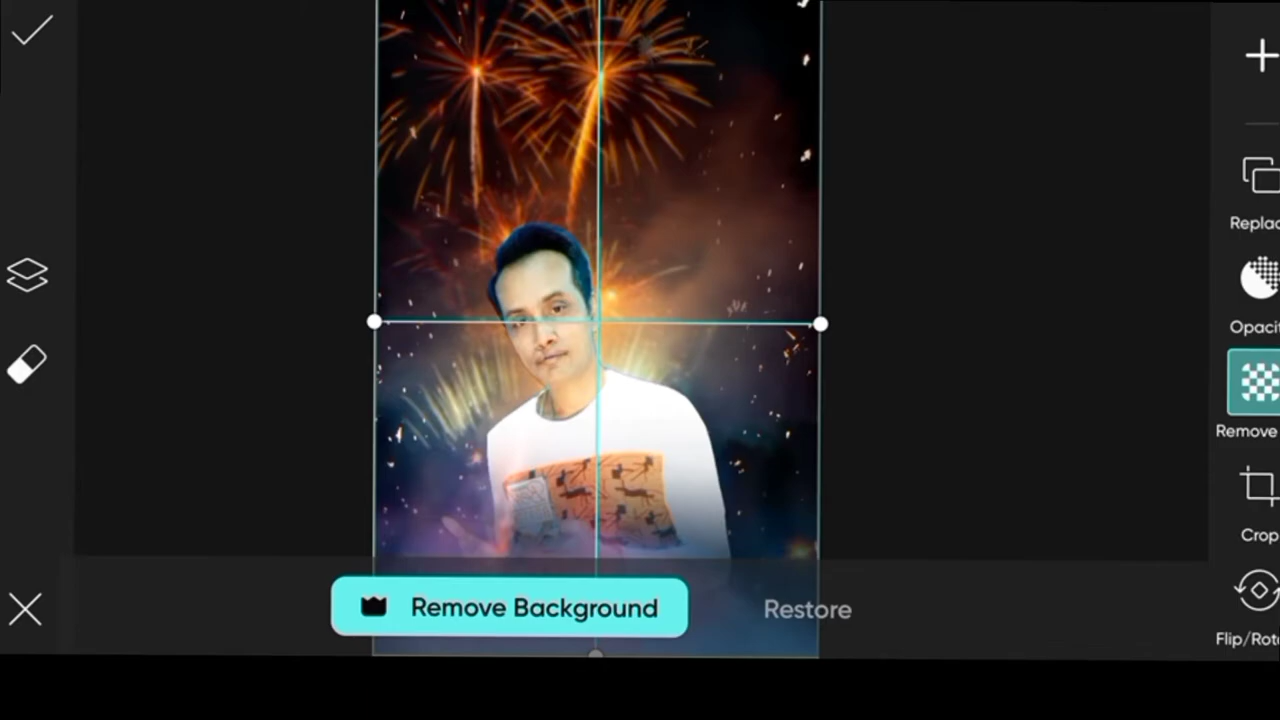 Replac
Opacit
Remove
Crop
Flip/Rot
Remove Background
Restore